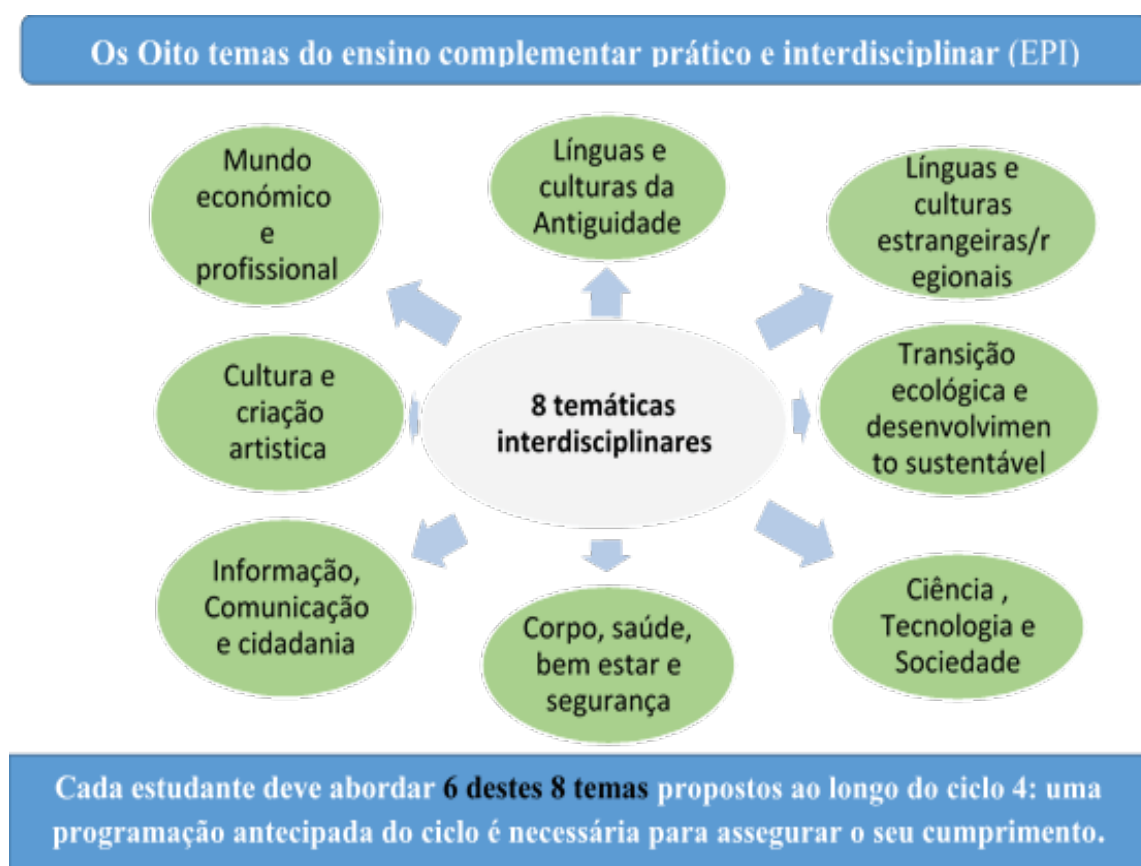 Os Oito temas do ensino complementar prático e interdisciplinar (EPI)
Mundo
económico
e
profissional
Línguas e
culturas da
Antiguidade
Línguas e
culturas
estrangeiras/r
egionais
Cultura e
criação
artistica
8 temáticas
interdisciplinares
Transição
ecológica e
desenvolvimen
to sustentável
Informação,
Comunicação
e cidadania
Corpo, saúde,
bem estar e
segurança
Ciência ,
Tecnologia e
Sociedade
Cada estudante deve abordar 6 destes 8 temas propostos ao longo do ciclo 4: uma
programação antecipada do ciclo é necessária para assegurar o seu cumprimento.